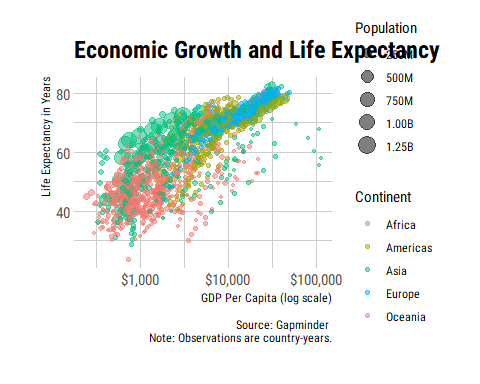 Population
Economic Growth and Life Expectancy
250M
500M
750M
1.00B
1.25B
Life Expectancy in Years
80
60
40
$1,000
$10,000
$100,000
GDP Per Capita (log scale)
Continent
Africa
Americas
Asia
Europe
Oceania
Source: Gapminder
Note: Observations are country-years.